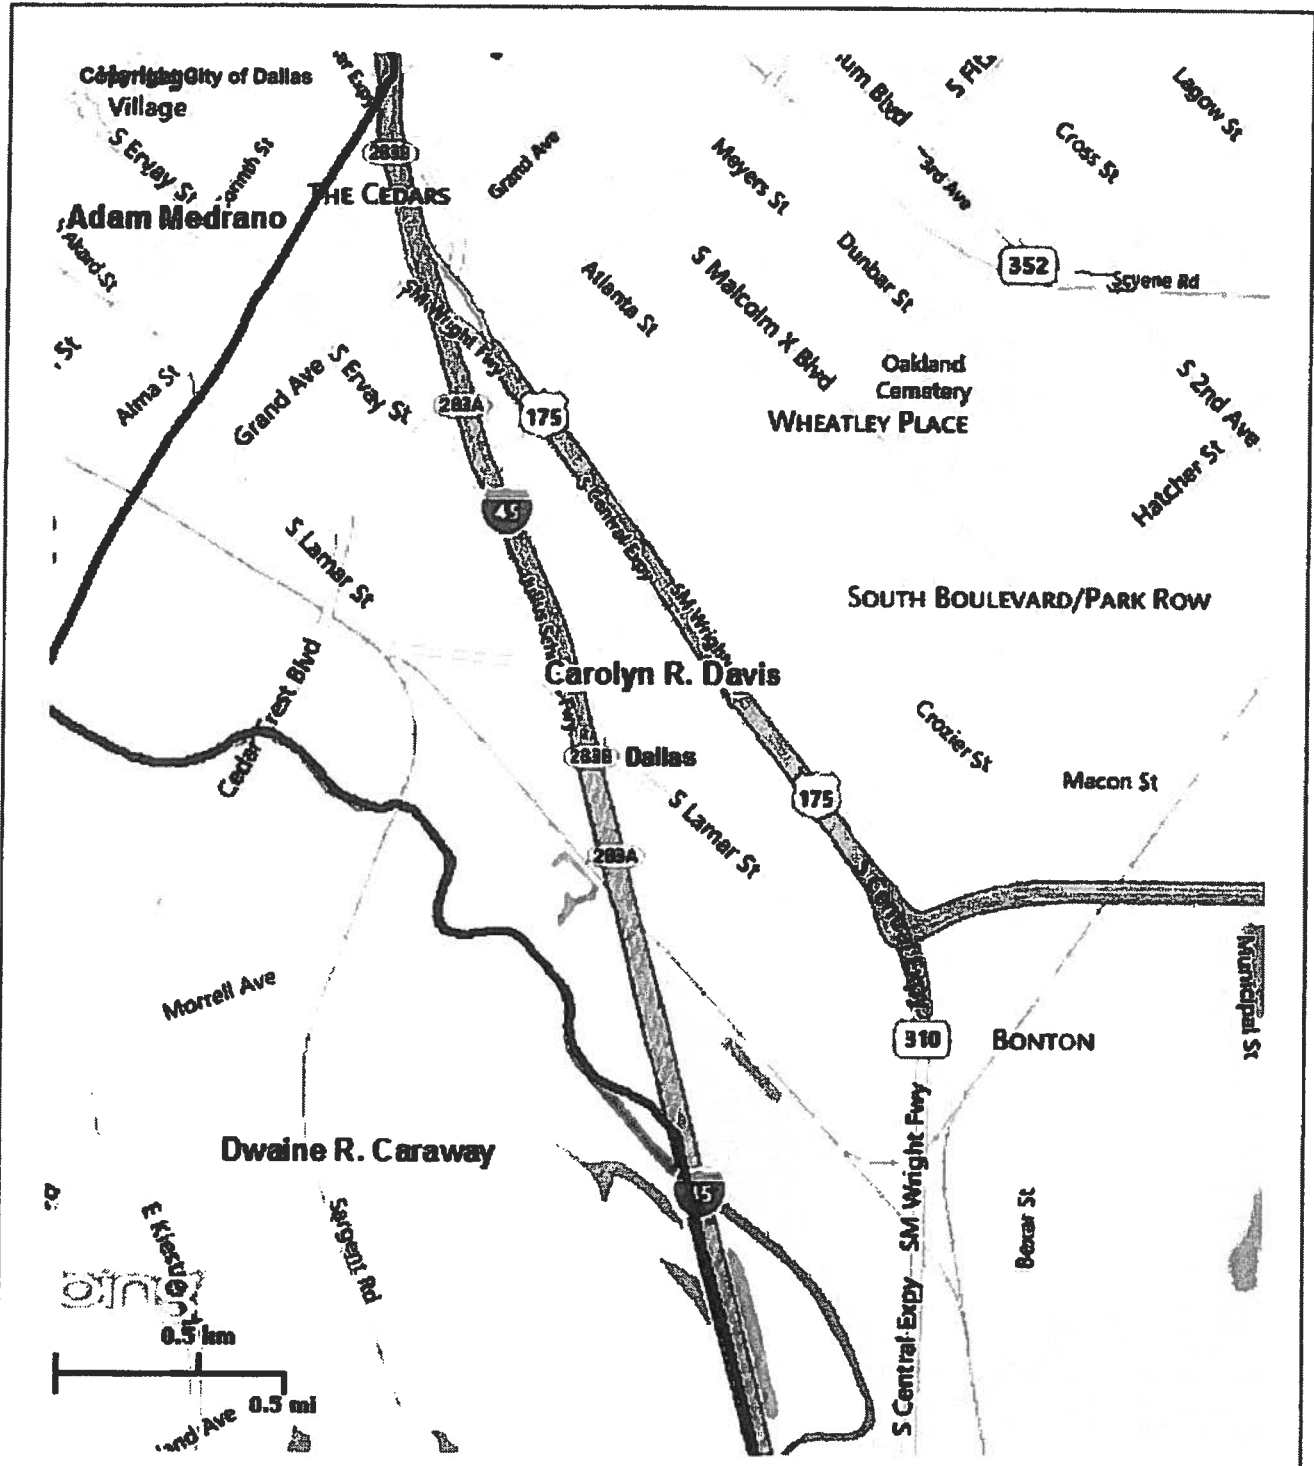 City of Dallas
Village
S Ervay St
Grand Ave
Meyers St
3rd Ave
Cross St
Lagow St
283B
THE CEDARS
Adam Medrano
S Malcolm X Blvd
Dunbar St
352
Scyene Rd
Atlanta St
SM Wright Fwy
Alma St
Grand Ave
S Ervay St
283A
175
Oakland
Cemetery
WHEATLEY PLACE
S 2nd Ave
Hatcher St
45
S Central Expy
S Lamar St
SM Wright
SOUTH BOULEVARD/PARK ROW
Carolyn R. Davis
Crozier St
283B
Dallas
Macon St
175
S Lamar St
283A
Morrell Ave
Municipal St
310
BONTON
Dwaine R. Caraway
S Central Expy
SM Wright Fwy
Bexar St
Sargent Rd
bing
0.5 km
0.5 mi